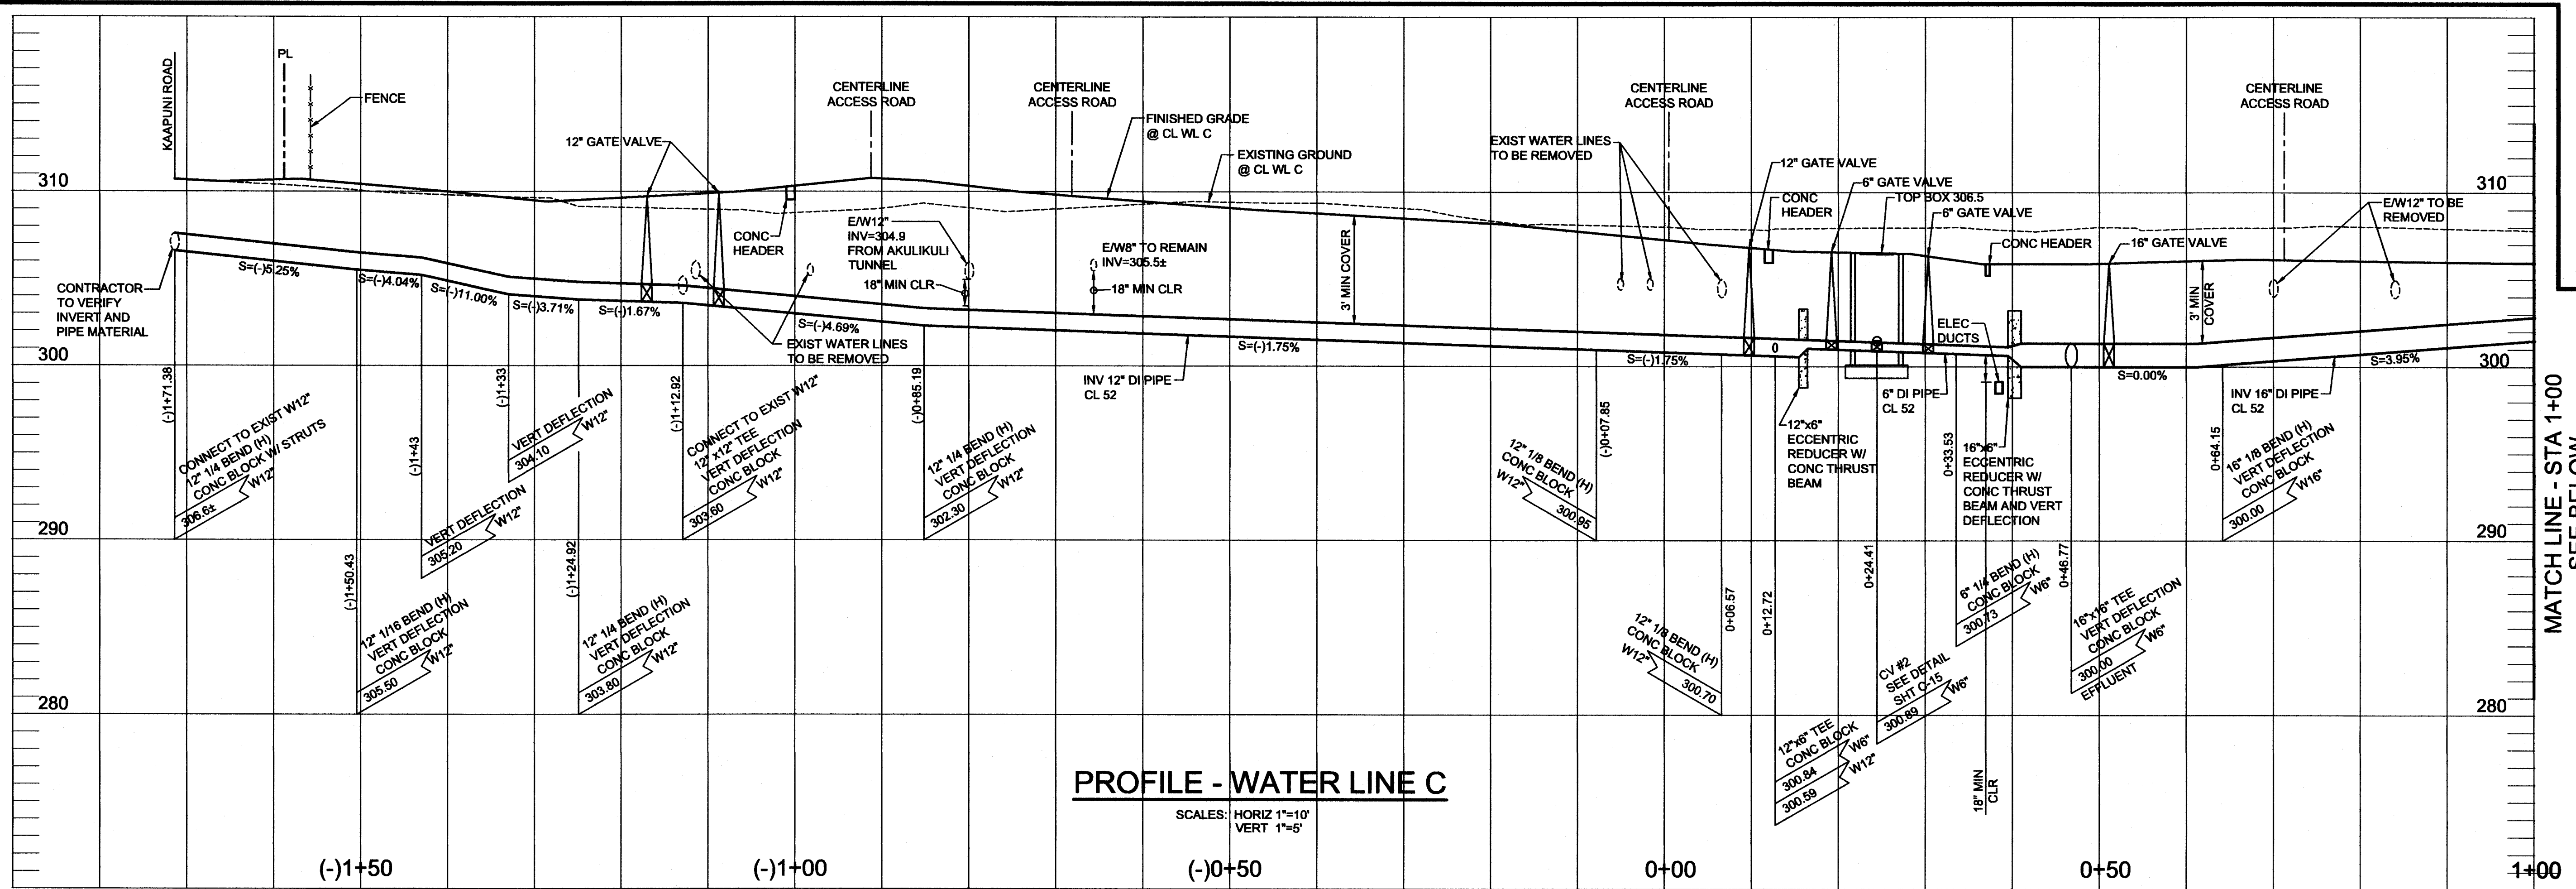 KAAPUNI ROAD
PL
FENCE
12" GATE VALVE
CENTERLINE
ACCESS ROAD
CENTERLINE
ACCESS ROAD
FINISHED GRADE
@ CL WL C
EXISTING GROUND
@ CL WL C
EXIST WATER LINES
TO BE REMOVED
CENTERLINE
ACCESS ROAD
12" GATE VALVE
CONC
HEADER
6" GATE VALVE
TOP BOX 306.5
6" GATE VALVE
CONC HEADER
16" GATE VALVE
CENTERLINE
ACCESS ROAD
E/W12" TO BE
REMOVED
310
310
CONC
HEADER
E/W12"
INV=304.9
FROM AKULIKULI
TUNNEL
18" MIN CLR
E/W8" TO REMAIN
INV=305.5±
18" MIN CLR
3' MIN COVER
3' MIN
COVER
CONTRACTOR
TO VERIFY
INVERT AND
PIPE MATERIAL
S=(-)5.25%
S=(-)4.04%
S=(-)11.00%
S=(-)3.71%
S=(-)1.67%
S=(-)4.69%
EXIST WATER LINES
TO BE REMOVED
S=(-)1.75%
S=(-)1.75%
ELEC
DUCTS
S=0.00%
S=3.95%
300
300
INV 12" DI PIPE
CL 52
6" DI PIPE
CL 52
INV 16" DI PIPE
CL 52
(-)1+71.38
CONNECT TO EXIST W12"
12" 1/4 BEND (H)
CONC BLOCK W/ STRUTS
W12"
306.6±
(-)1+50.43
12" 1/16 BEND (H)
VERT DEFLECTION
CONC BLOCK
W12"
305.50
(-)1+43
VERT DEFLECTION
W12"
305.20
(-)1+33
VERT DEFLECTION
W12"
304.10
(-)1+24.92
12" 1/4 BEND (H)
VERT DEFLECTION
CONC BLOCK
W12"
303.80
(-)1+12.92
CONNECT TO EXIST W12"
12" x12" TEE
VERT DEFLECTION
CONC BLOCK
W12"
303.60
(-)0+85.19
12" 1/4 BEND (H)
VERT DEFLECTION
CONC BLOCK
W12"
302.30
(-)0+07.85
12" 1/8 BEND (H)
CONC BLOCK
W12"
300.95
0+06.57
12" 1/8 BEND (H)
CONC BLOCK
W12"
300.70
0+12.72
12"x6" TEE
CONC BLOCK
W6"
300.84
W12"
300.59
12"x6"
ECCENTRIC
REDUCER W/
CONC THRUST
BEAM
0+24.41
CV #2
SEE DETAIL
SHT C-15
W6"
300.89
0+33.53
6" 1/4 BEND (H)
CONC BLOCK
W6"
300.73
18" MIN
CLR
16"x6"
ECCENTRIC
REDUCER W/
CONC THRUST
BEAM AND VERT
DEFLECTION
0+46.77
16"x16" TEE
VERT DEFLECTION
CONC BLOCK
W6"
300.00
EFFLUENT
0+64.15
16" 1/8 BEND (H)
VERT DEFLECTION
CONC BLOCK
W16"
300.00
290
290
280
280
MATCH LINE - STA 1+00
SEE BELOW
PROFILE - WATER LINE C
SCALES: HORIZ 1"=10'
VERT 1"=5'
(-)1+50
(-)1+00
(-)0+50
0+00
0+50
1+00